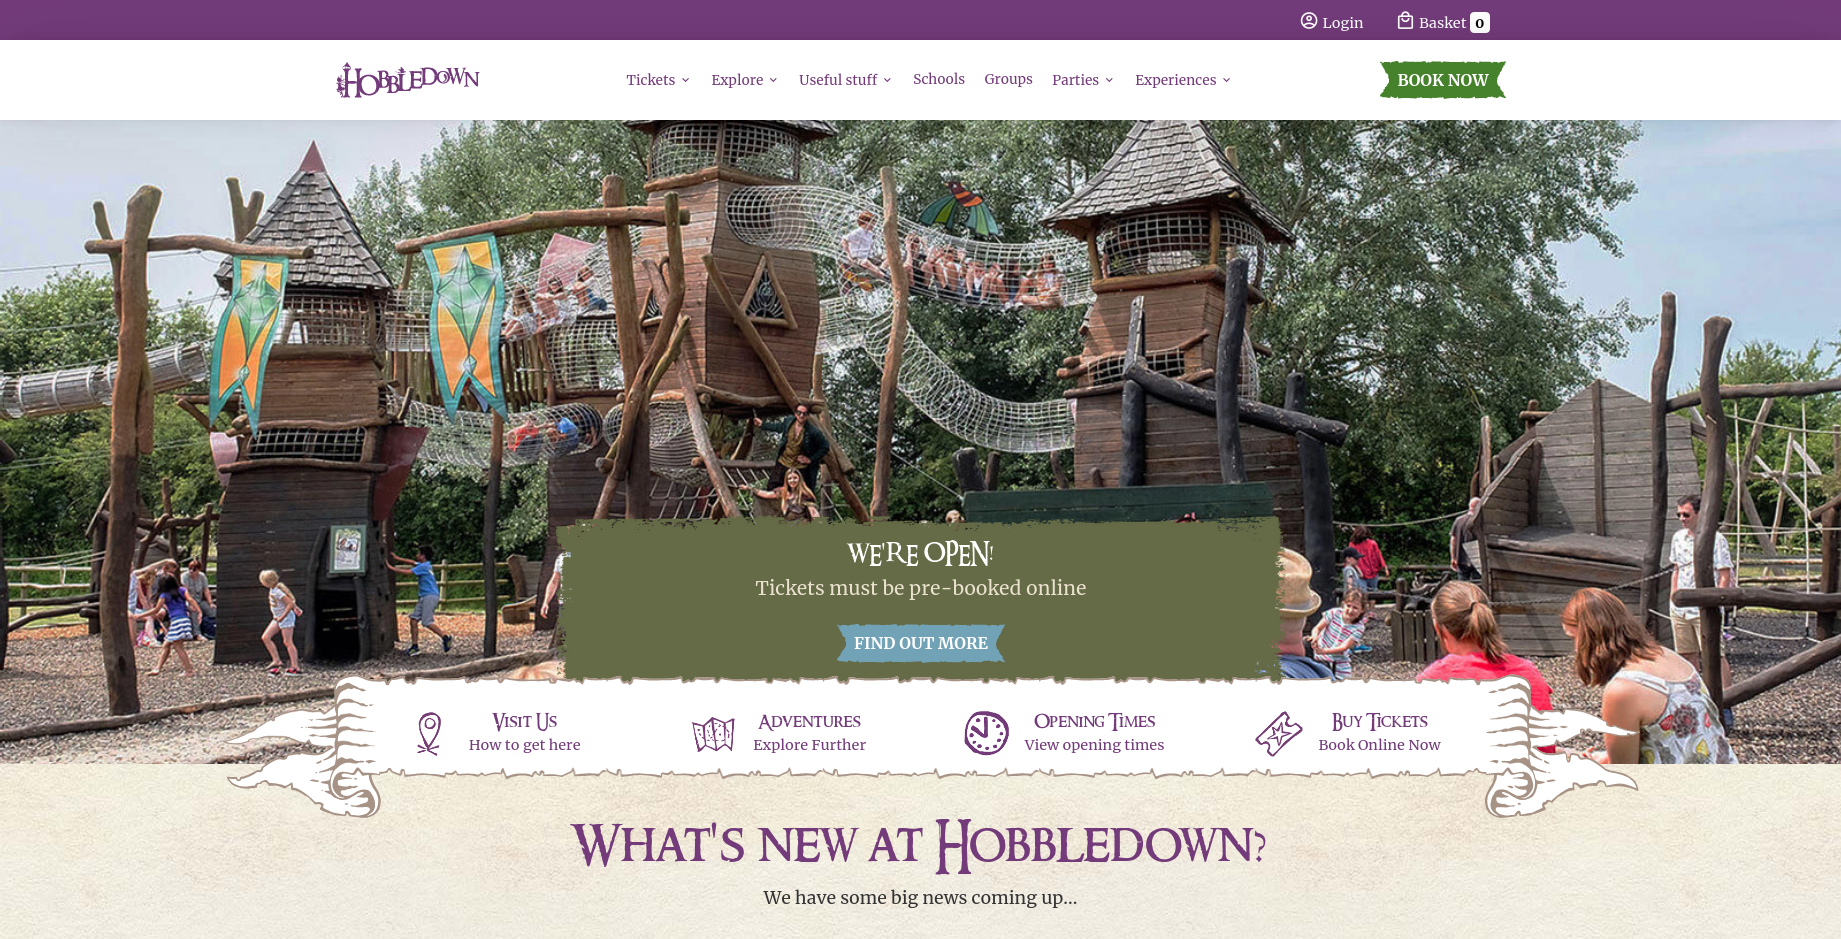 Login
Basket 0
HOBBLEDOWN
Tickets
Explore
Useful stuff
Schools
Groups
Parties
Experiences
BOOK NOW
WE'RE OPEN!
Tickets must be pre-booked online
FIND OUT MORE
Visit Us
How to get here
Adventures
Explore Further
Opening Times
View opening times
Buy Tickets
Book Online Now
What's new at Hobbledown?
We have some big news coming up...